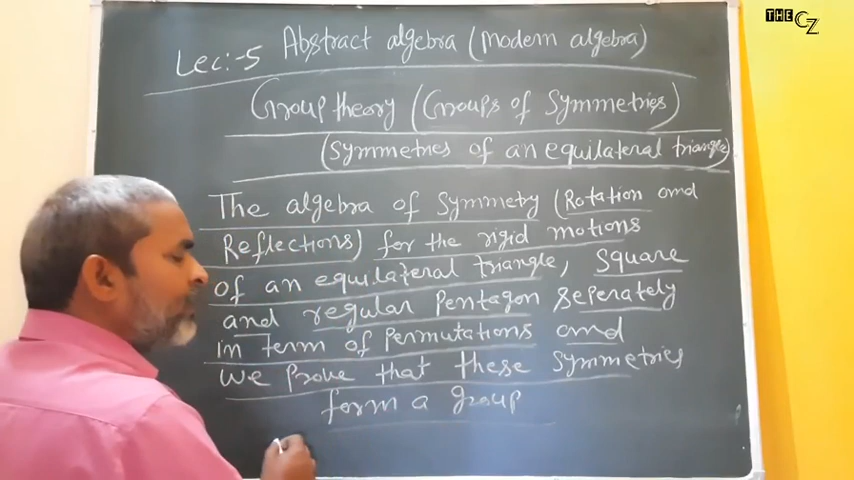 THE CZ
Lec:-5 Abstract algebra (Modern algebra)
Group theory (Groups of Symmetries)
(Symmetries of an equilateral triangle)
The algebra of Symmetry (Rotation and
Reflections) for the rigid motions
of an equilateral triangle, Square
and regular Pentagon seperately
in term of Permutations and
We Prove that these Symmetries
form a group